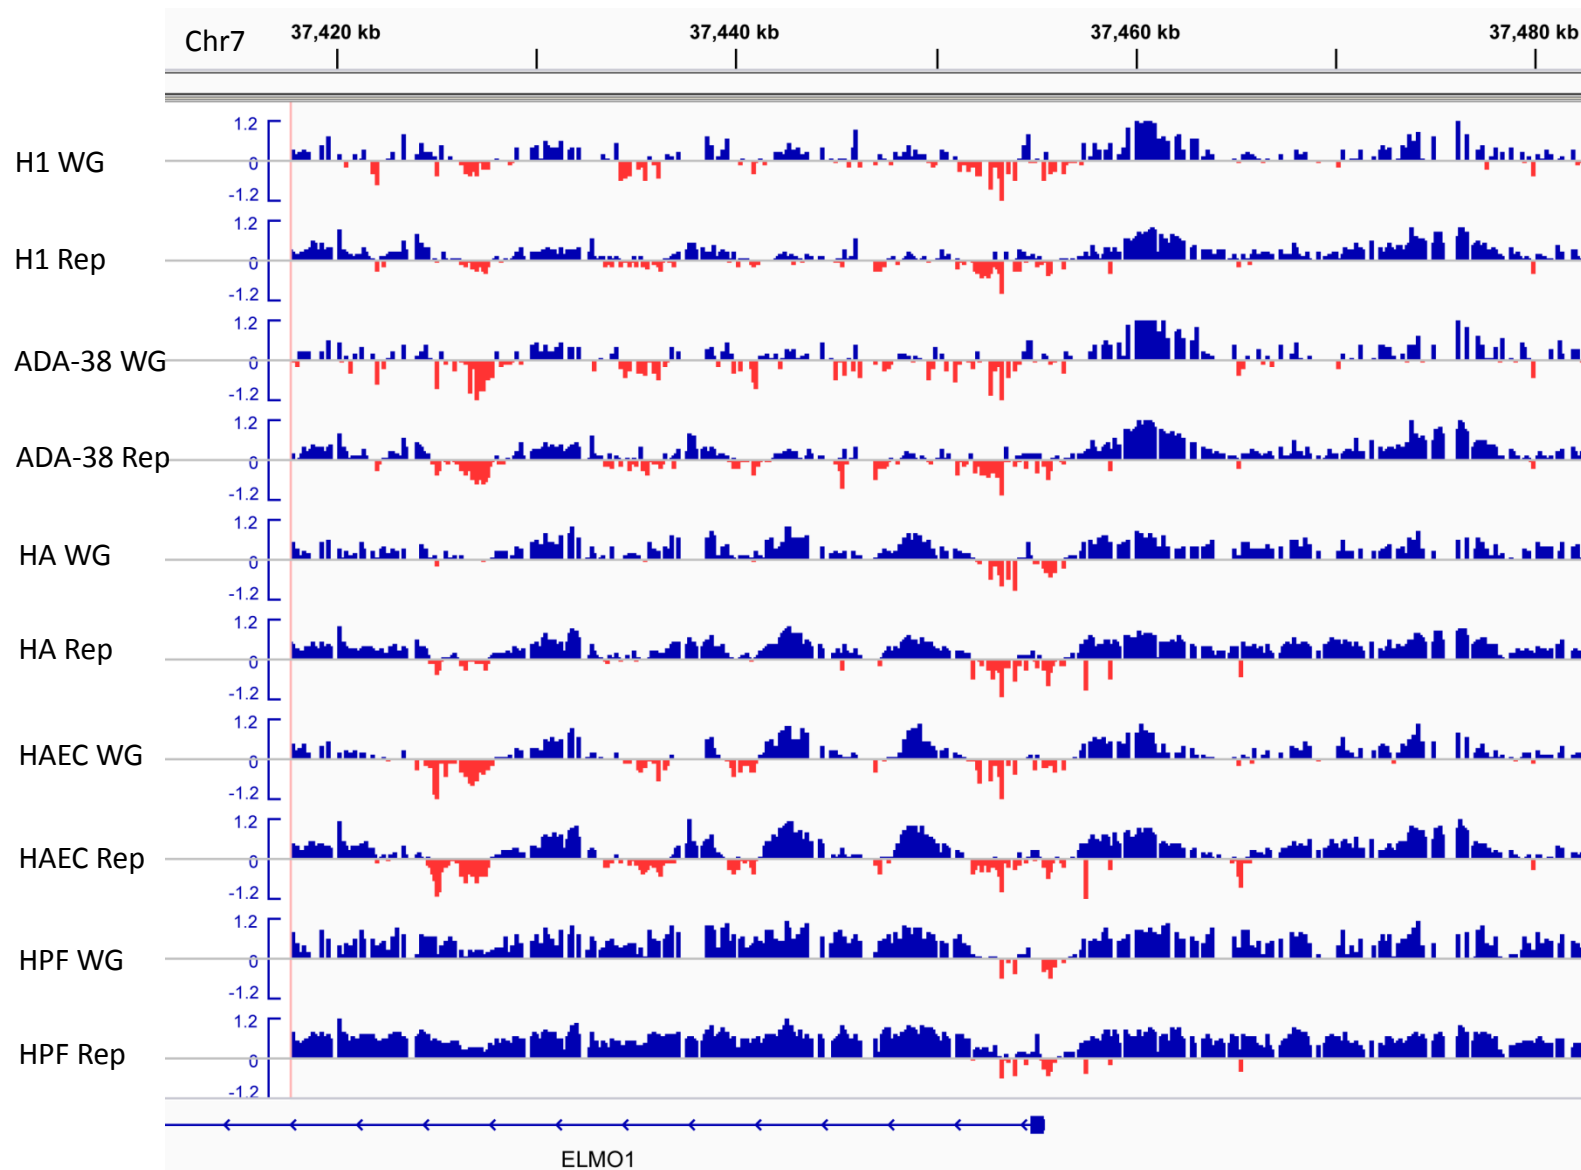 Chr7 37,420 kb 37,440 kb 37,460 kb 37,480 kb
H1 WG 1.2 0 -1.2
H1 Rep 1.2 0 -1.2
ADA-38 WG 1.2 0 -1.2
ADA-38 Rep 1.2 0 -1.2
HA WG 1.2 0 -1.2
HA Rep 1.2 0 -1.2
HAEC WG 1.2 0 -1.2
HAEC Rep 1.2 0 -1.2
HPF WG 1.2 0 -1.2
HPF Rep 1.2 0 -1.2
ELMO1